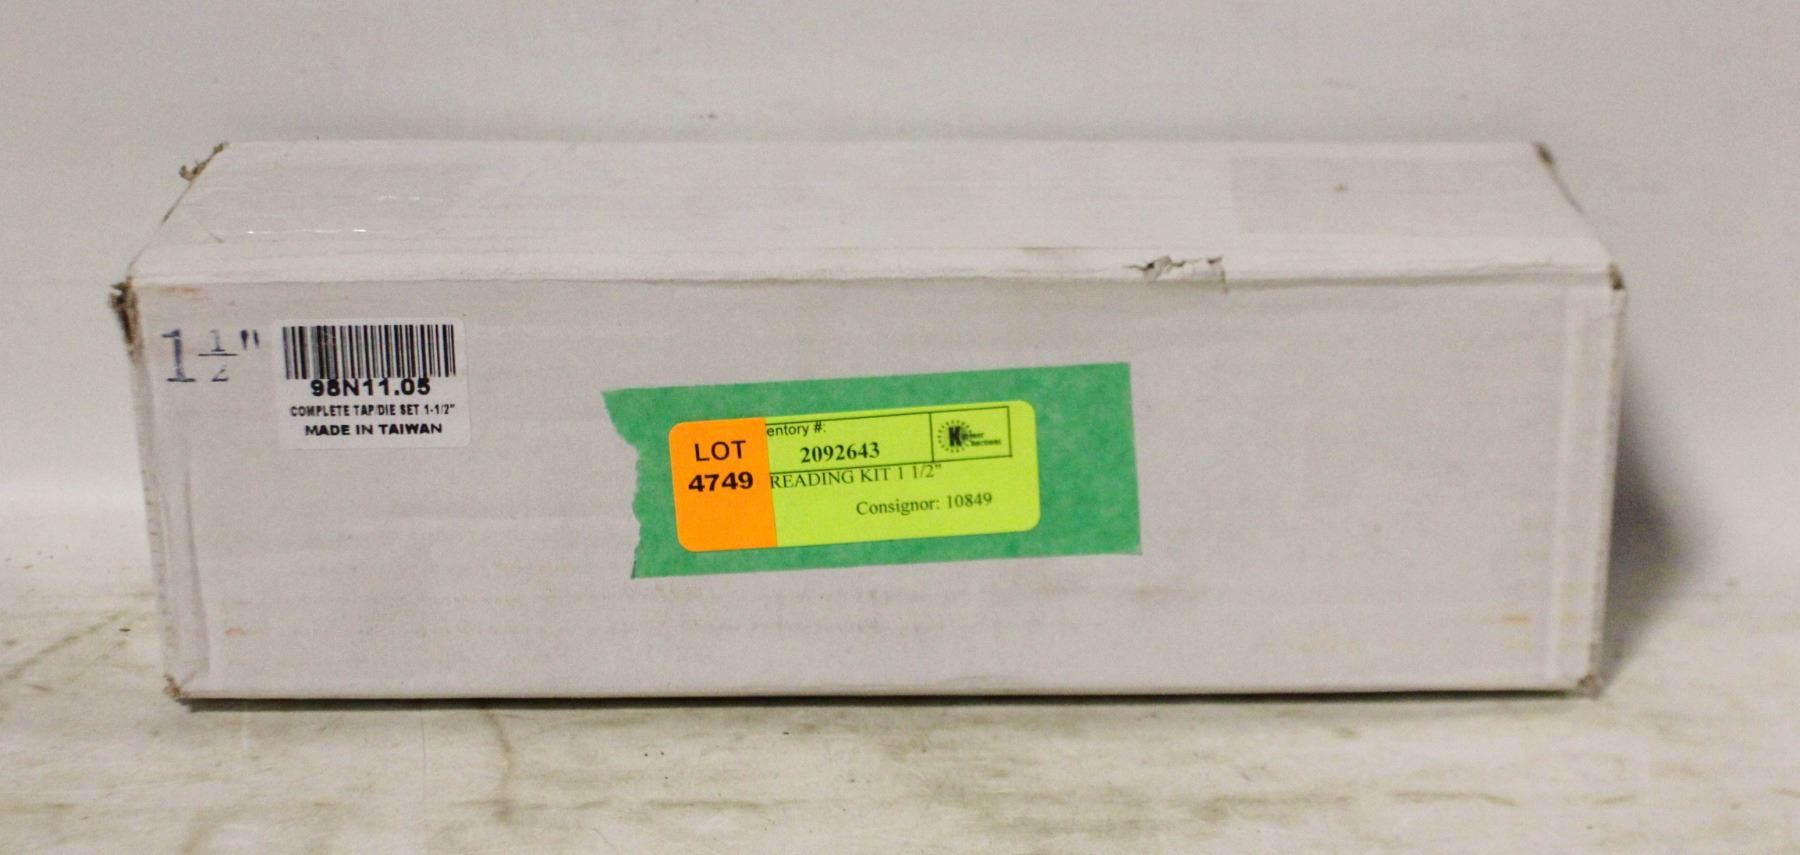 1 1/2"
98N11.05
COMPLETE TAP/DIE SET 1-1/2"
MADE IN TAIWAN
LOT
4749
entory #:
2092643
READING KIT 1 1/2"
Consignor: 10849
K